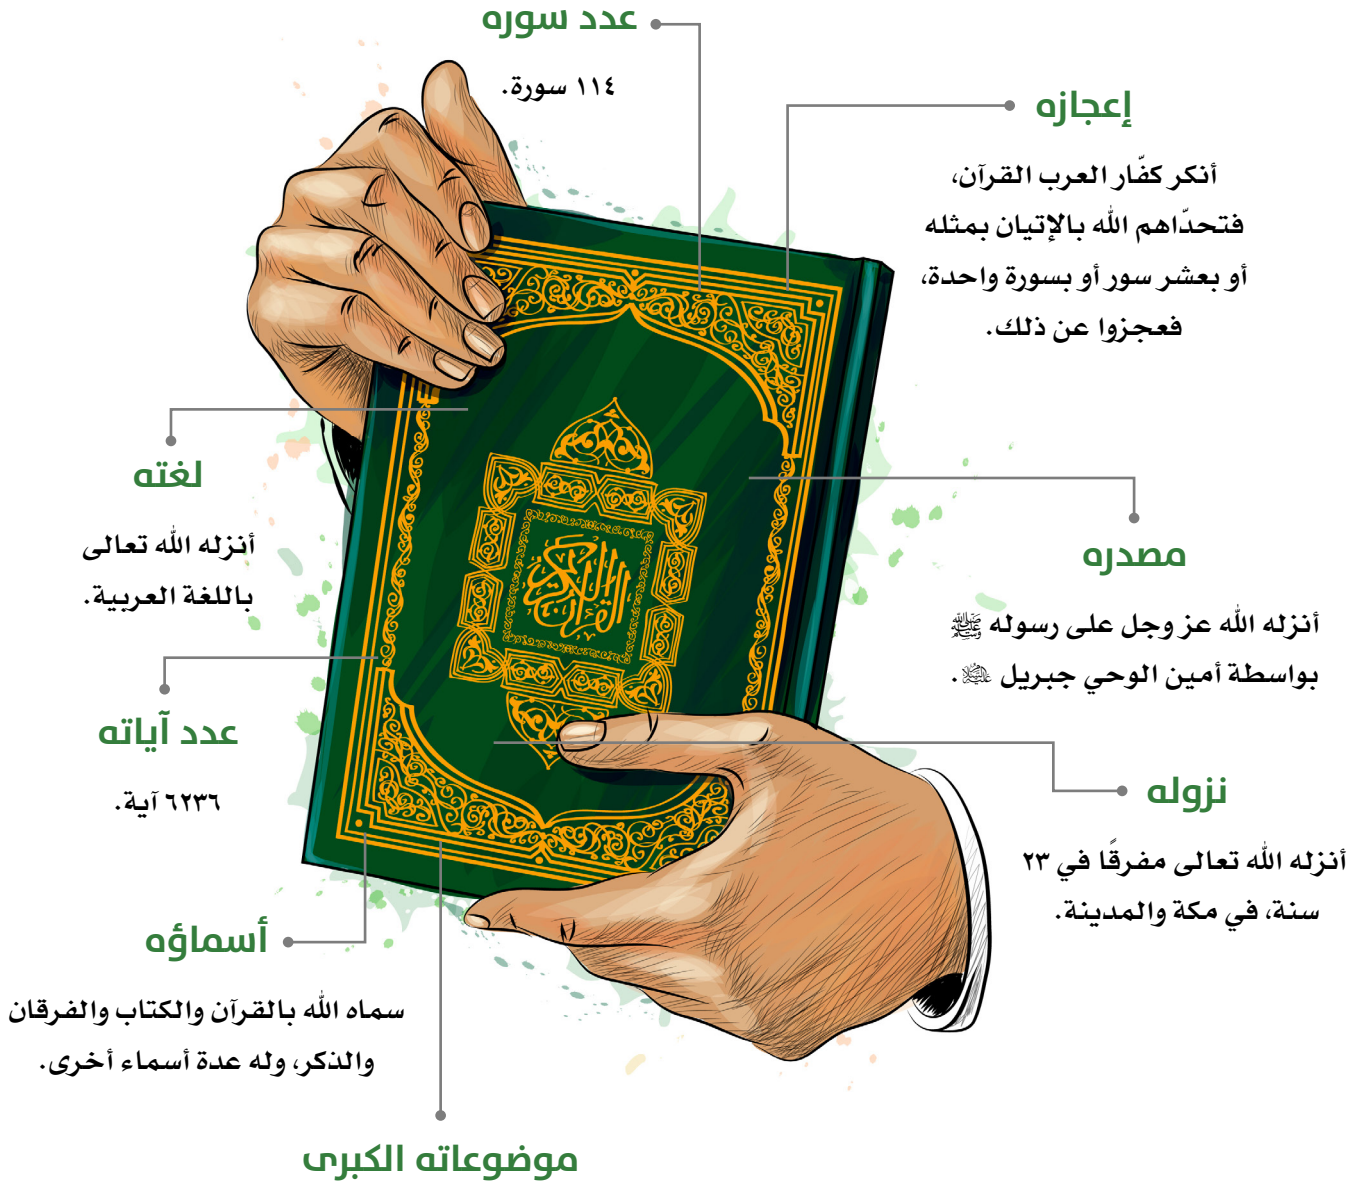 عدد سوره
١١٤ سورة.
إعجازه
أنكر كفّار العرب القرآن،
فتحدّاهم الله بالإتيان بمثله
أو بعشر سور أو بسورة واحدة،
فعجزوا عن ذلك.
مصدره
أنزله الله عز وجل على رسوله ﷺ
بواسطة أمين الوحي جبريل عليه السلام.
نزوله
أنزله الله تعالى مفرقًا في ٢٣
سنة، في مكة والمدينة.
لغته
أنزله الله تعالى
باللغة العربية.
عدد آياته
٦٢٣٦ آية.
أسماؤه
سماه الله بالقرآن والكتاب والفرقان
والذكر، وله عدة أسماء أخرى.
موضوعاته الكبرى
القرآن الكريم